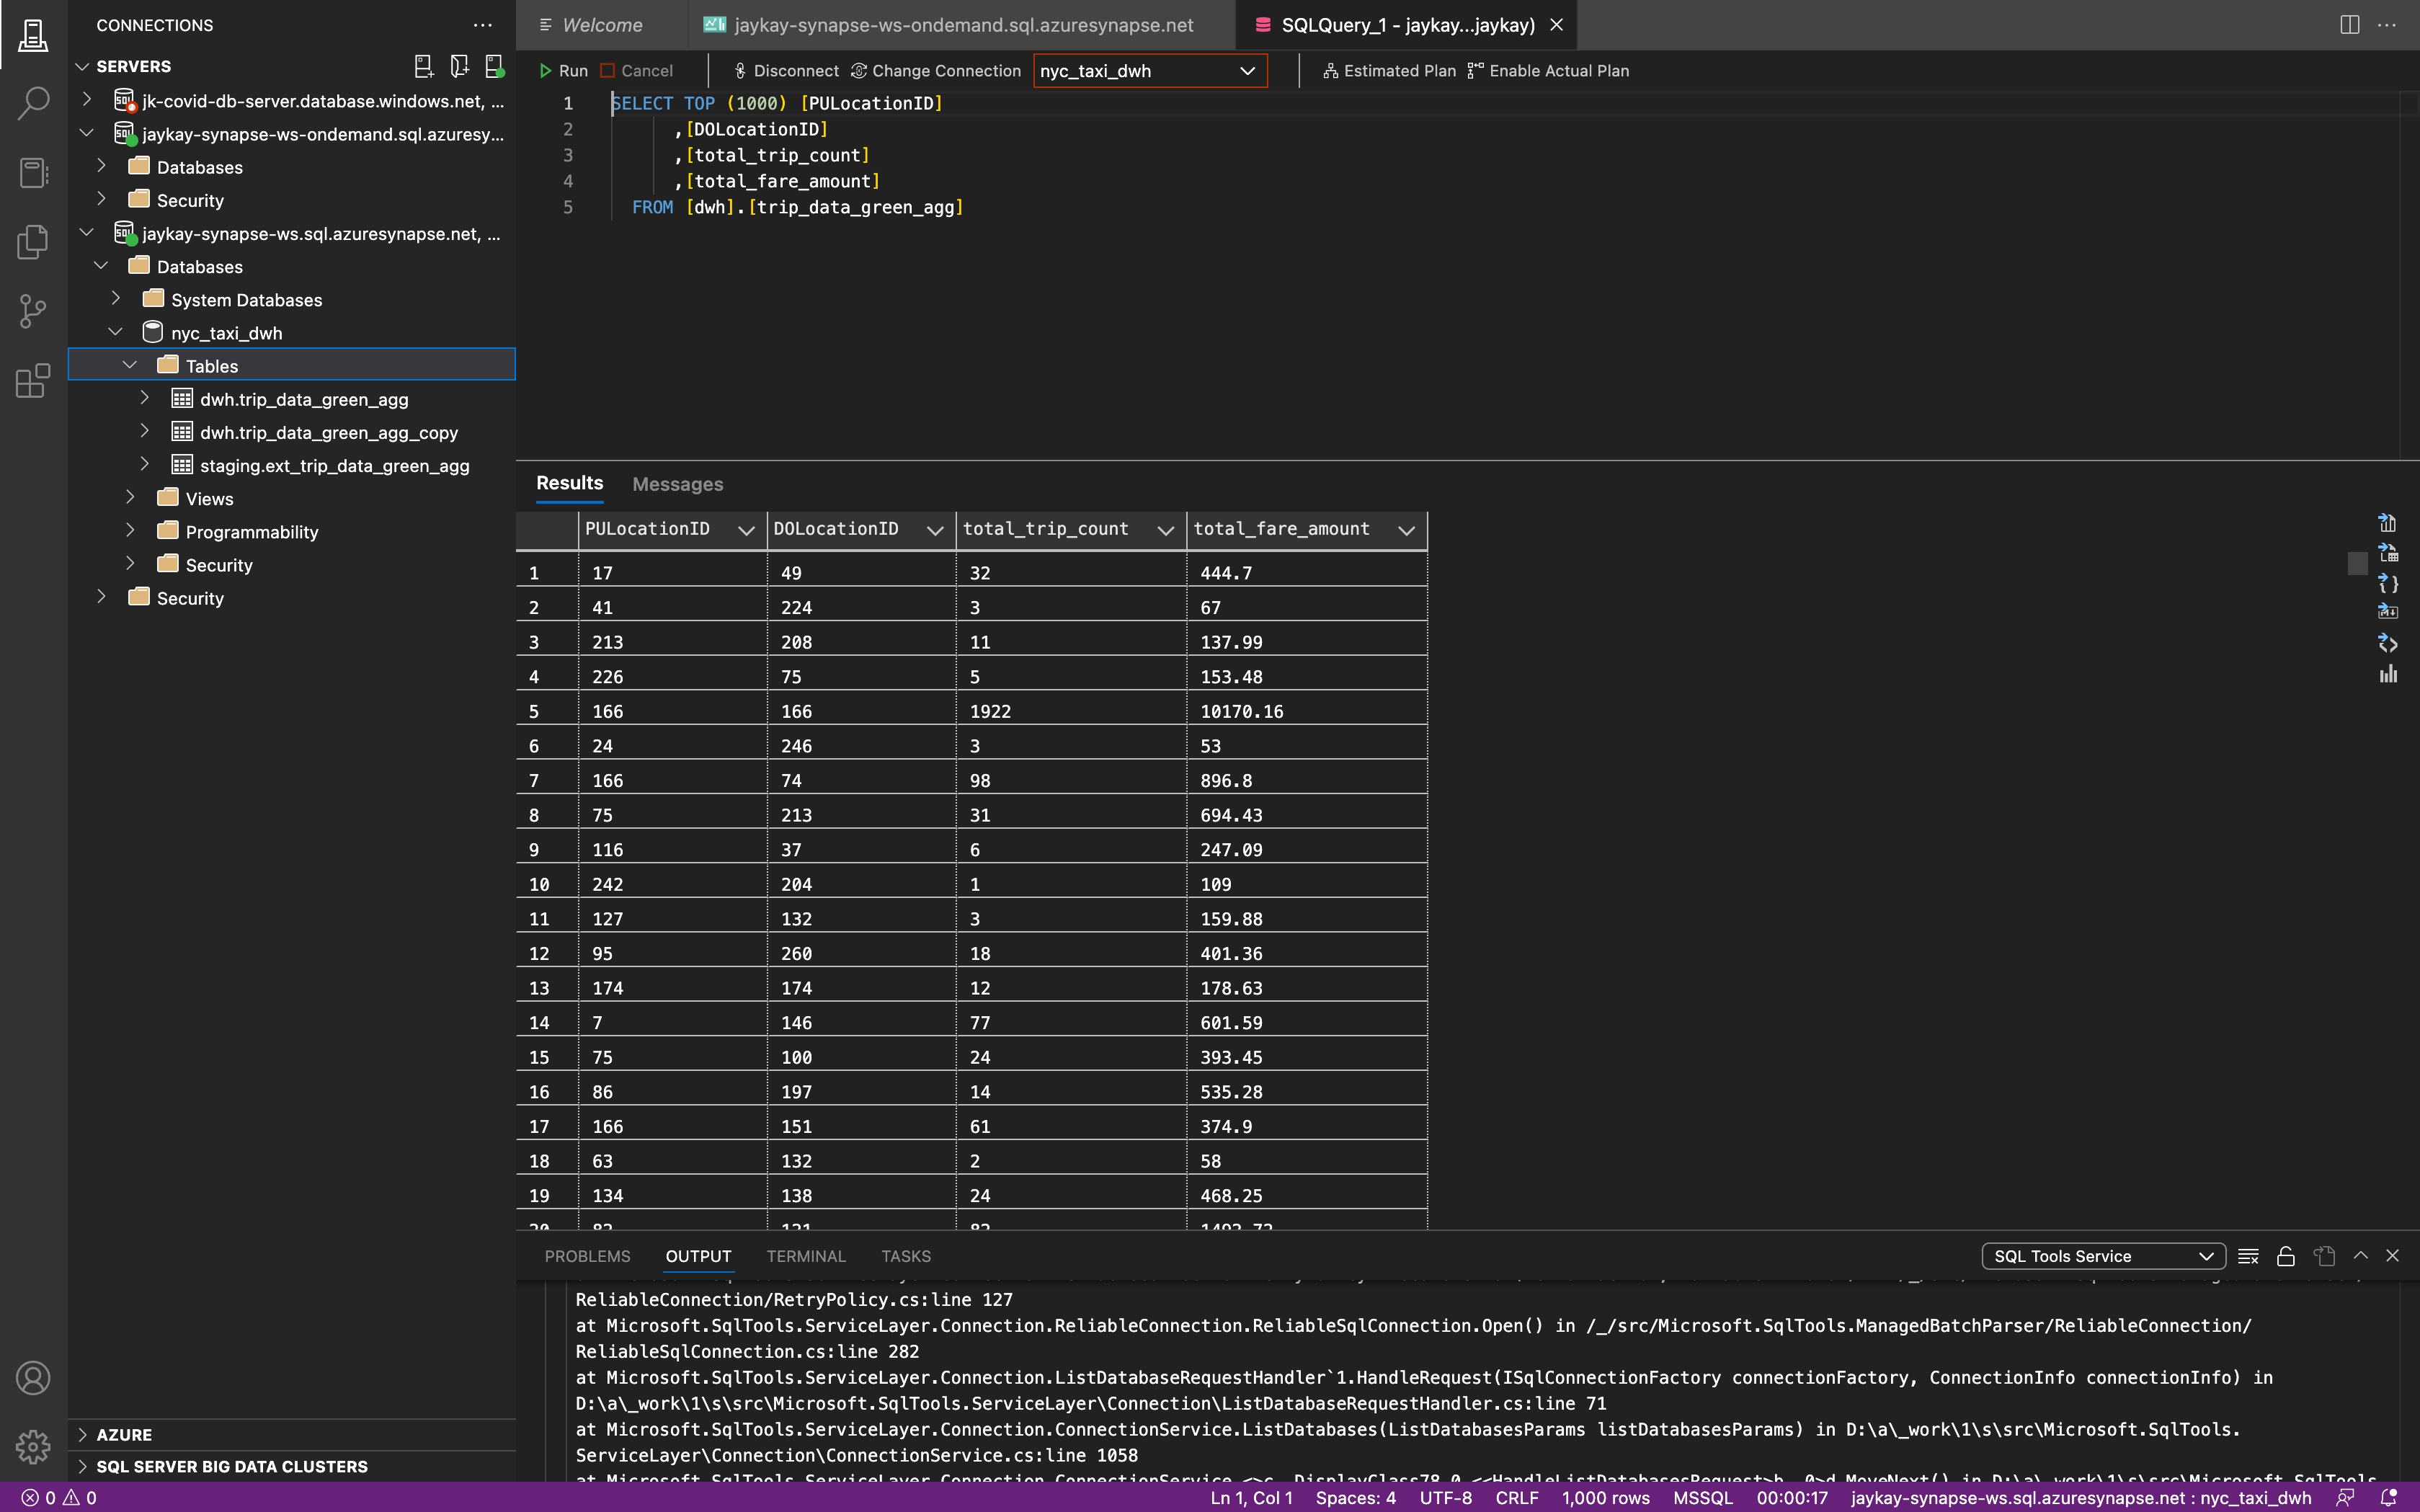 CONNECTIONS
SERVERS
jk-covid-db-server.database.windows.net, ...
jaykay-synapse-ws-ondemand.sql.azuresy...
Databases
Security
jaykay-synapse-ws.sql.azuresynapse.net, ...
Databases
System Databases
nyc_taxi_dwh
Tables
dwh.trip_data_green_agg
dwh.trip_data_green_agg_copy
staging.ext_trip_data_green_agg
Views
Programmability
Security
Security
AZURE
SQL SERVER BIG DATA CLUSTERS
Welcome jaykay-synapse-ws-ondemand.sql.azuresynapse.net SQLQuery_1 - jaykay...jaykay)
Run Cancel Disconnect Change Connection nyc_taxi_dwh Estimated Plan Enable Actual Plan
1 SELECT TOP (1000) [PULocationID]
2 ,[DOLocationID]
3 ,[total_trip_count]
4 ,[total_fare_amount]
5 FROM [dwh].[trip_data_green_agg]
Results Messages
PULocationID DOLocationID total_trip_count total_fare_amount
1 17 49 32 444.7
2 41 224 3 67
3 213 208 11 137.99
4 226 75 5 153.48
5 166 166 1922 10170.16
6 24 246 3 53
7 166 74 98 896.8
8 75 213 31 694.43
9 116 37 6 247.09
10 242 204 1 109
11 127 132 3 159.88
12 95 260 18 401.36
13 174 174 12 178.63
14 7 146 77 601.59
15 75 100 24 393.45
16 86 197 14 535.28
17 166 151 61 374.9
18 63 132 2 58
19 134 138 24 468.25
PROBLEMS OUTPUT TERMINAL TASKS SQL Tools Service
ReliableConnection/RetryPolicy.cs:line 127
at Microsoft.SqlTools.ServiceLayer.Connection.ReliableConnection.ReliableSqlConnection.Open() in /_/src/Microsoft.SqlTools.ManagedBatchParser/ReliableConnection/
ReliableSqlConnection.cs:line 282
at Microsoft.SqlTools.ServiceLayer.Connection.ListDatabaseRequestHandler`1.HandleRequest(ISqlConnectionFactory connectionFactory, ConnectionInfo connectionInfo) in
D:\a\_work\1\s\src\Microsoft.SqlTools.ServiceLayer\Connection\ListDatabaseRequestHandler.cs:line 71
at Microsoft.SqlTools.ServiceLayer.Connection.ConnectionService.ListDatabases(ListDatabasesParams listDatabasesParams) in D:\a\_work\1\s\src\Microsoft.SqlTools.
ServiceLayer\Connection\ConnectionService.cs:line 1058
0 0 Ln 1, Col 1 Spaces: 4 UTF-8 CRLF 1,000 rows MSSQL 00:00:17 jaykay-synapse-ws.sql.azuresynapse.net : nyc_taxi_dwh